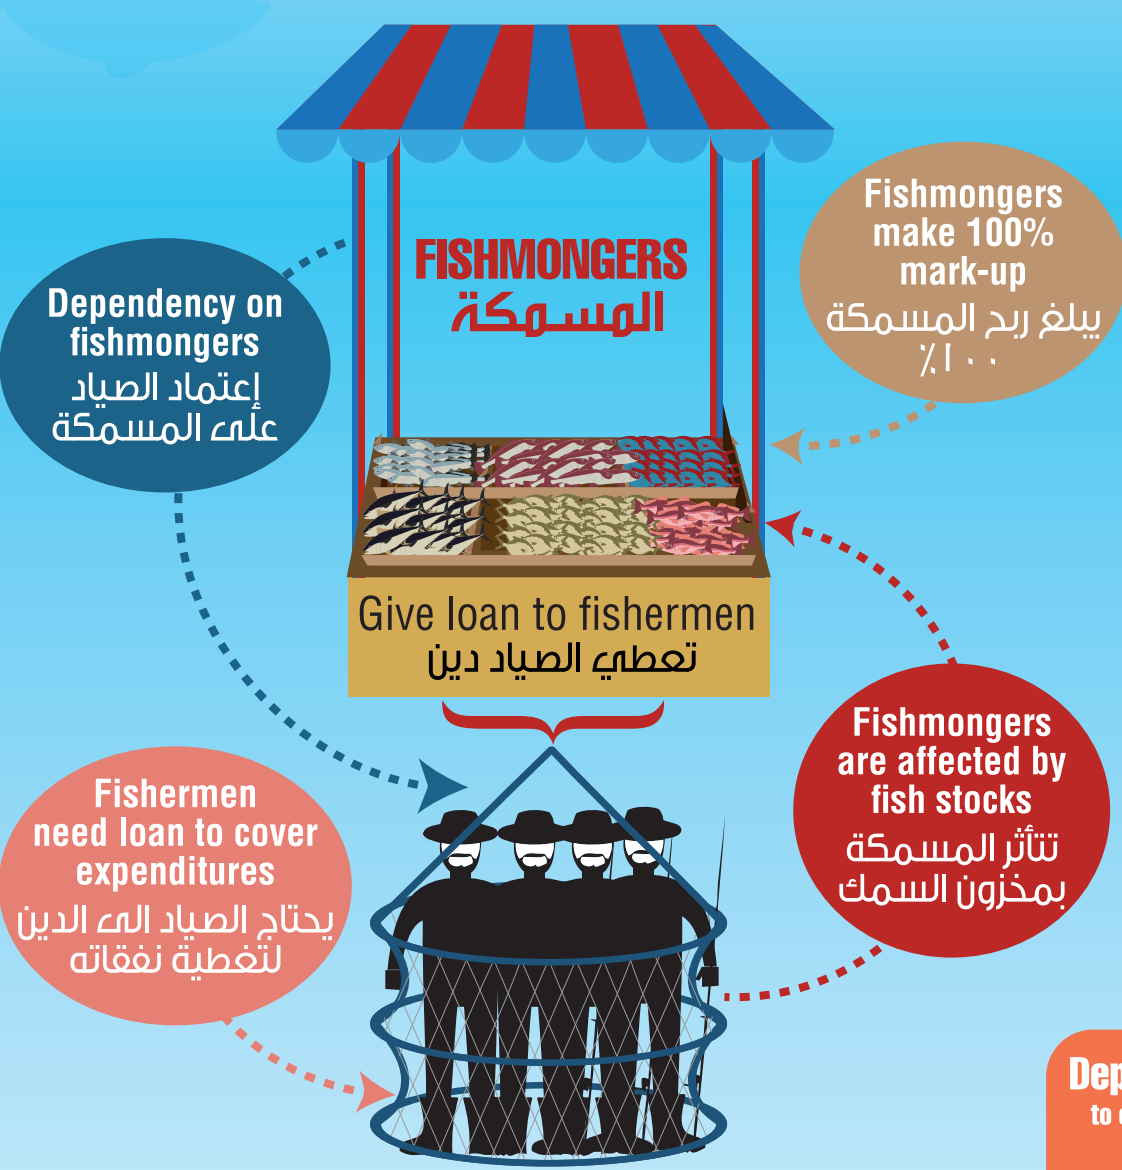 FISHMONGERS
المسمكة
Fishmongers
make 100%
mark-up
يبلغ ربح المسمكة
٪١٠٠
Dependency on
fishmongers
إعتماد الصياد
على المسمكة
Give loan to fishermen
تعطي الصياد دين
Fishmongers
are affected by
fish stocks
تتأثر المسمكة
بمخزون السمك
Fishermen
need loan to cover
expenditures
يحتاج الصياد الى الدين
لتغطية نفقاته
to